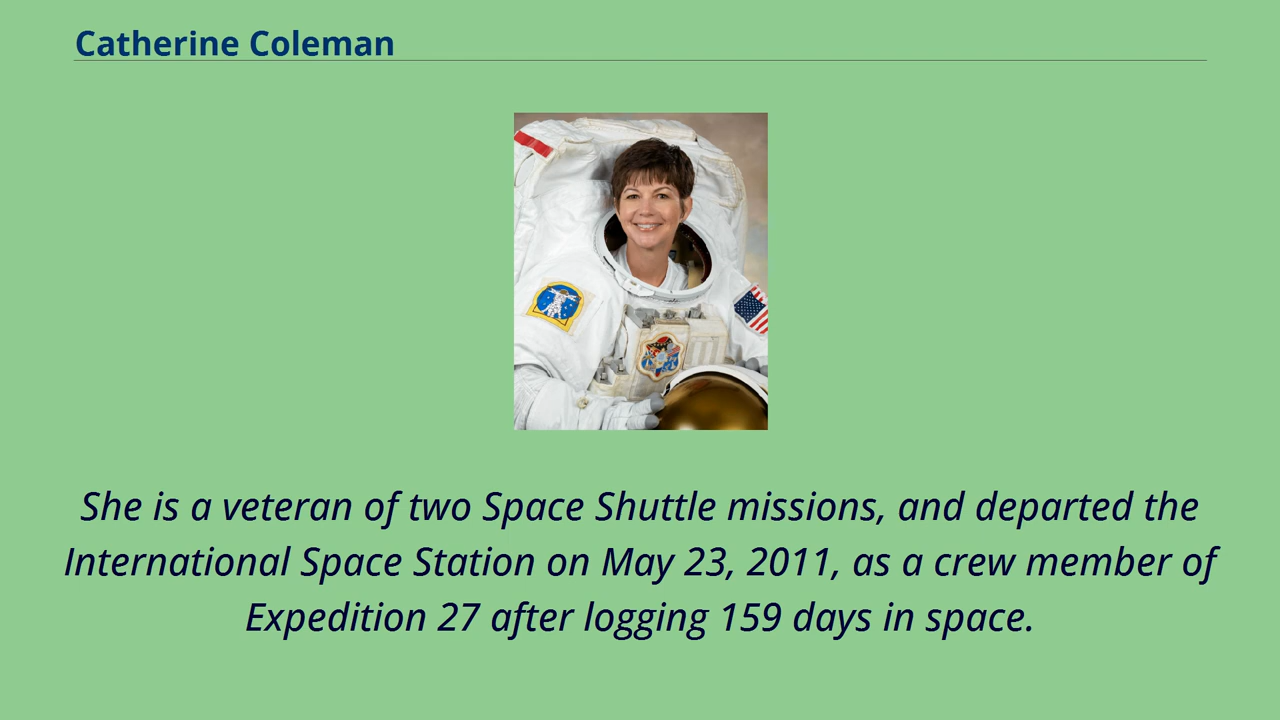 Catherine Coleman
She is a veteran of two Space Shuttle missions, and departed the
International Space Station on May 23, 2011, as a crew member of
Expedition 27 after logging 159 days in space.